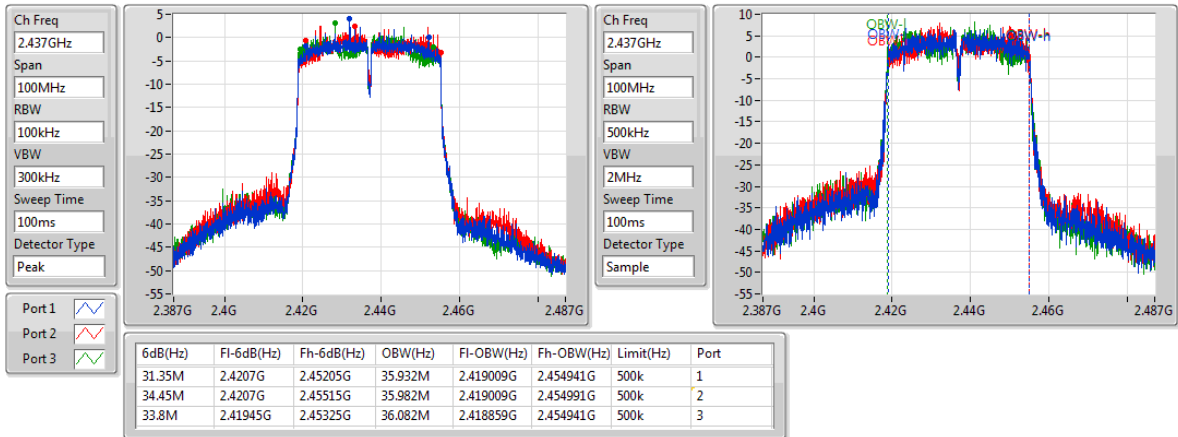 Ch Freq
2.437GHz
Span
100MHz
RBW
100kHz
VBW
300kHz
Sweep Time
100ms
Detector Type
Peak
Port 1
Port 2
Port 3
5
0
-5
-10
-15
-20
-25
-30
-35
-40
-45
-50
-55
2.387G 2.4G 2.42G 2.44G 2.46G 2.487G
Ch Freq
2.437GHz
Span
100MHz
RBW
500kHz
VBW
2MHz
Sweep Time
100ms
Detector Type
Sample
10
5
0
-5
-10
-15
-20
-25
-30
-35
-40
-45
-50
-55
OBW-l
OBW-h
2.387G 2.4G 2.42G 2.44G 2.46G 2.487G
6dB(Hz) Fl-6dB(Hz) Fh-6dB(Hz) OBW(Hz) Fl-OBW(Hz) Fh-OBW(Hz) Limit(Hz) Port
31.35M 2.4207G 2.45205G 35.932M 2.419009G 2.454941G 500k 1
34.45M 2.4207G 2.45515G 35.982M 2.419009G 2.454991G 500k 2
33.8M 2.41945G 2.45325G 36.082M 2.418859G 2.454941G 500k 3